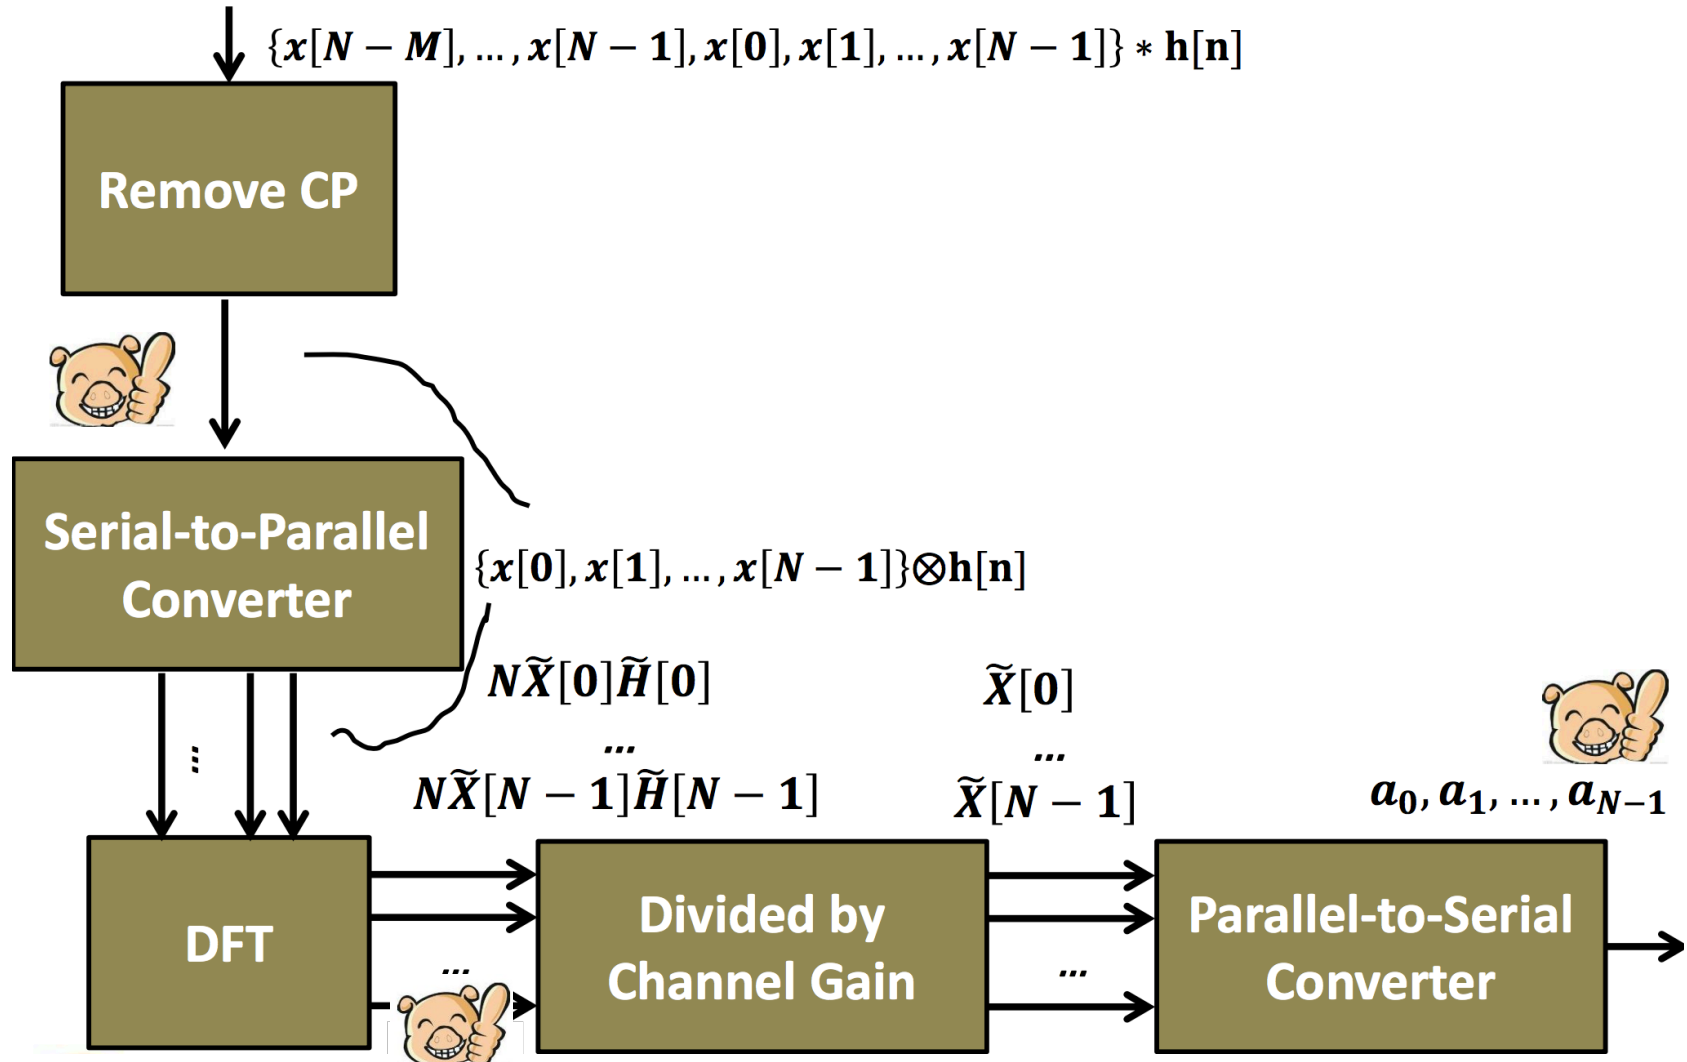 {x[N − M], … , x[N − 1], x[0], x[1], … , x[N − 1]} ∗ h[n]
Remove CP
Serial-to-Parallel
Converter
{x[0], x[1], … , x[N − 1]}⊗h[n]
NX̃[0]H̃[0]
...
NX̃[N − 1]H̃[N − 1]
X̃[0]
...
X̃[N − 1]
a₀, a₁, … , a_{N−1}
...
DFT
...
Divided by
Channel Gain
...
Parallel-to-Serial
Converter